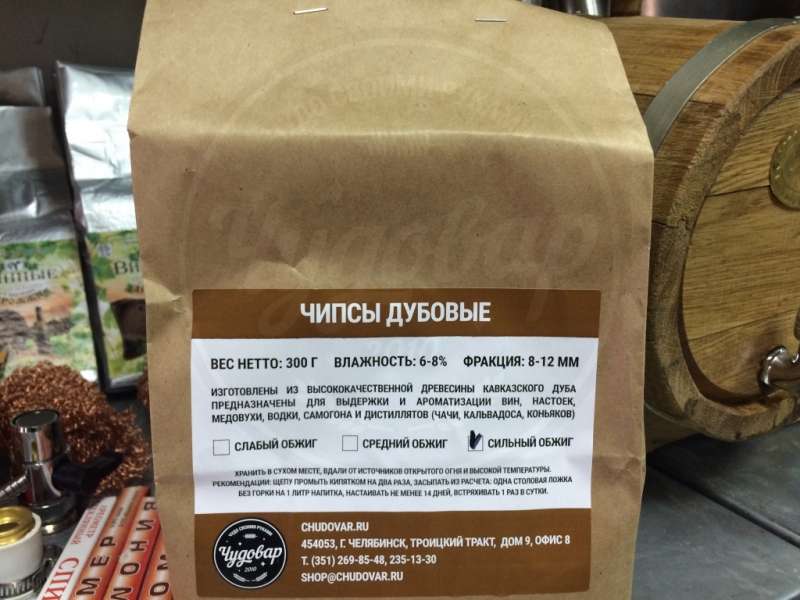 ЧИПСЫ ДУБОВЫЕ
ВЕС НЕТТО: 300 Г ВЛАЖНОСТЬ: 6-8% ФРАКЦИЯ: 8-12 ММ
ИЗГОТОВЛЕНЫ ИЗ ВЫСОКОКАЧЕСТВЕННОЙ ДРЕВЕСИНЫ КАВКАЗСКОГО ДУБА
ПРЕДНАЗНАЧЕНЫ ДЛЯ ВЫДЕРЖКИ И АРОМАТИЗАЦИИ ВИН, НАСТОЕК,
МЕДОВУХИ, ВОДКИ, САМОГОНА И ДИСТИЛЛЯТОВ (ЧАЧИ, КАЛЬВАДОСА, КОНЬЯКОВ)
СЛАБЫЙ ОБЖИГ СРЕДНИЙ ОБЖИГ СИЛЬНЫЙ ОБЖИГ
ХРАНИТЬ В СУХОМ МЕСТЕ, ВДАЛИ ОТ ИСТОЧНИКОВ ОТКРЫТОГО ОГНЯ И ВЫСОКОЙ ТЕМПЕРАТУРЫ.
РЕКОМЕНДАЦИИ: ЩЕПУ ПРОМЫТЬ КИПЯТКОМ НА ДВА РАЗА, ЗАСЫПАТЬ ИЗ РАСЧЕТА: ОДНА СТОЛОВАЯ ЛОЖКА
БЕЗ ГОРКИ НА 1 ЛИТР НАПИТКА, НАСТАИВАТЬ НЕ МЕНЕЕ 14 ДНЕЙ, ВСТРЯХИВАТЬ 1 РАЗ В СУТКИ.
CHUDOVAR.RU
454053, Г. ЧЕЛЯБИНСК, ТРОИЦКИЙ ТРАКТ, ДОМ 9, ОФИС 8
Т. (351) 269-85-48, 235-13-30
SHOP@CHUDOVAR.RU
Чудовар
2010
Чудовар